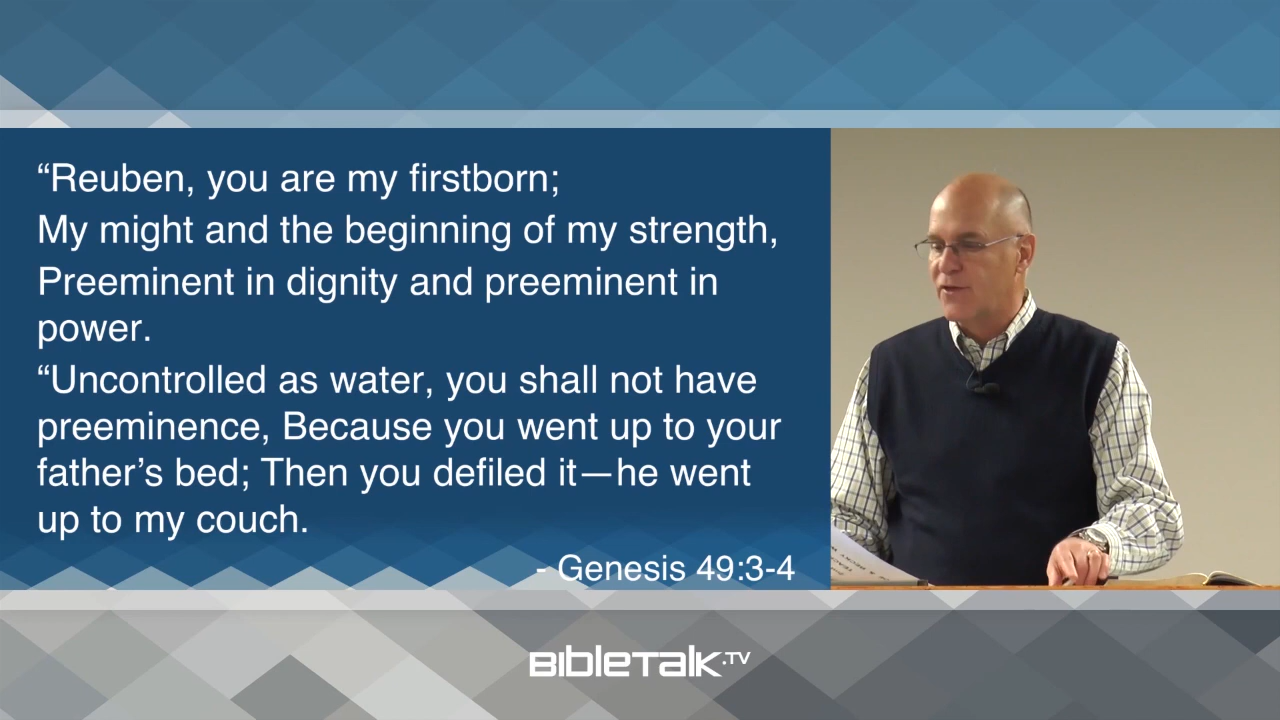 “Reuben, you are my firstborn;
My might and the beginning of my strength,
Preeminent in dignity and preeminent in
power.
“Uncontrolled as water, you shall not have
preeminence, Because you went up to your
father’s bed; Then you defiled it—he went
up to my couch.
- Genesis 49:3-4
BIBLETALK.TV